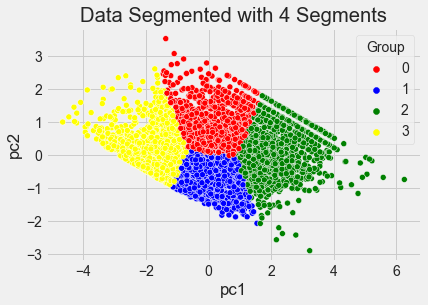 Data Segmented with 4 Segments
Group
0
1
2
3
3
2
1
0
−1
−2
−3
pc2
−4 −2 0 2 4 6
pc1